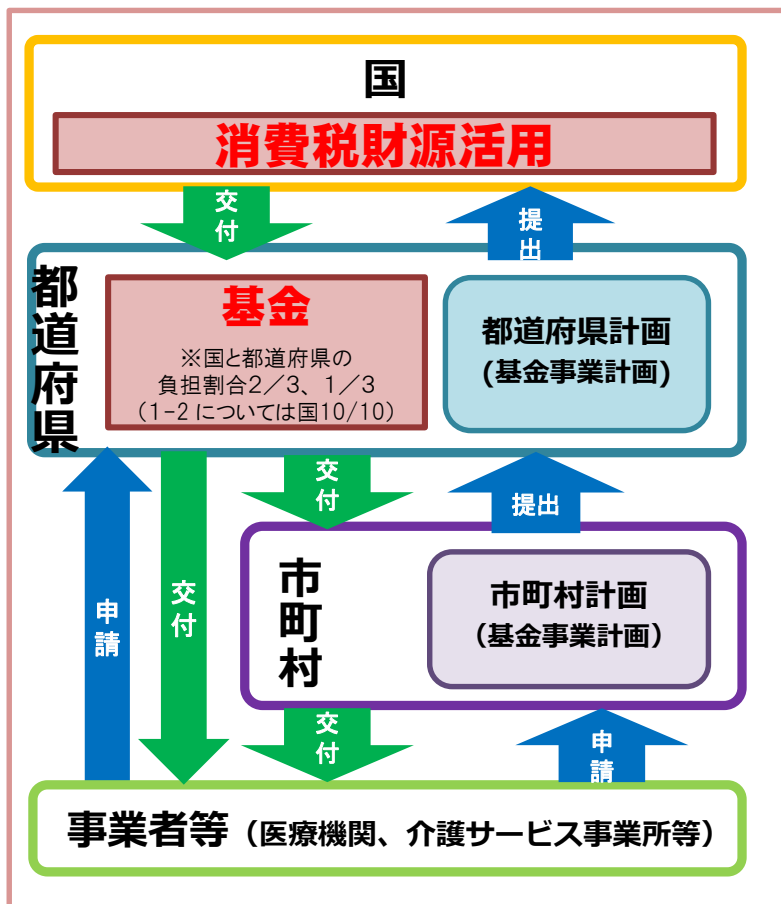 国
消費税財源活用
交付
提出
都道府県
基金
※国と都道府県の
負担割合2/3、1/3
(1-2 については国10/10)
都道府県計画
(基金事業計画)
交付
提出
申請
交付
市町村
市町村計画
(基金事業計画)
交付
申請
事業者等(医療機関、介護サービス事業所等)